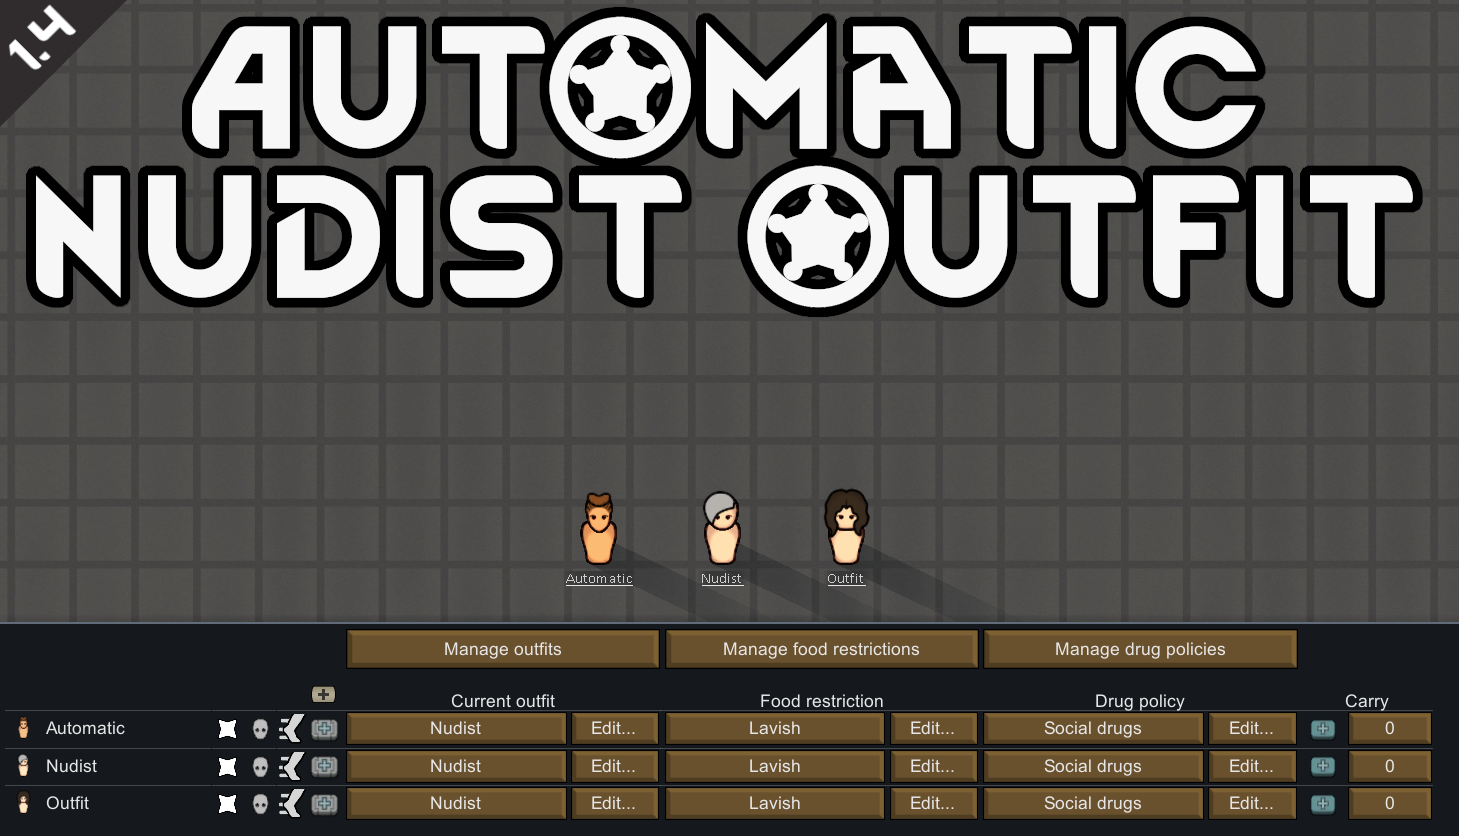 1.4
AUTOMATIC
NUDIST OUTFIT
Automatic Nudist Outfit
Manage outfits Manage food restrictions Manage drug policies
Current outfit Food restriction Drug policy Carry
Automatic Nudist Edit... Lavish Edit... Social drugs Edit... 0
Nudist Nudist Edit... Lavish Edit... Social drugs Edit... 0
Outfit Nudist Edit... Lavish Edit... Social drugs Edit... 0